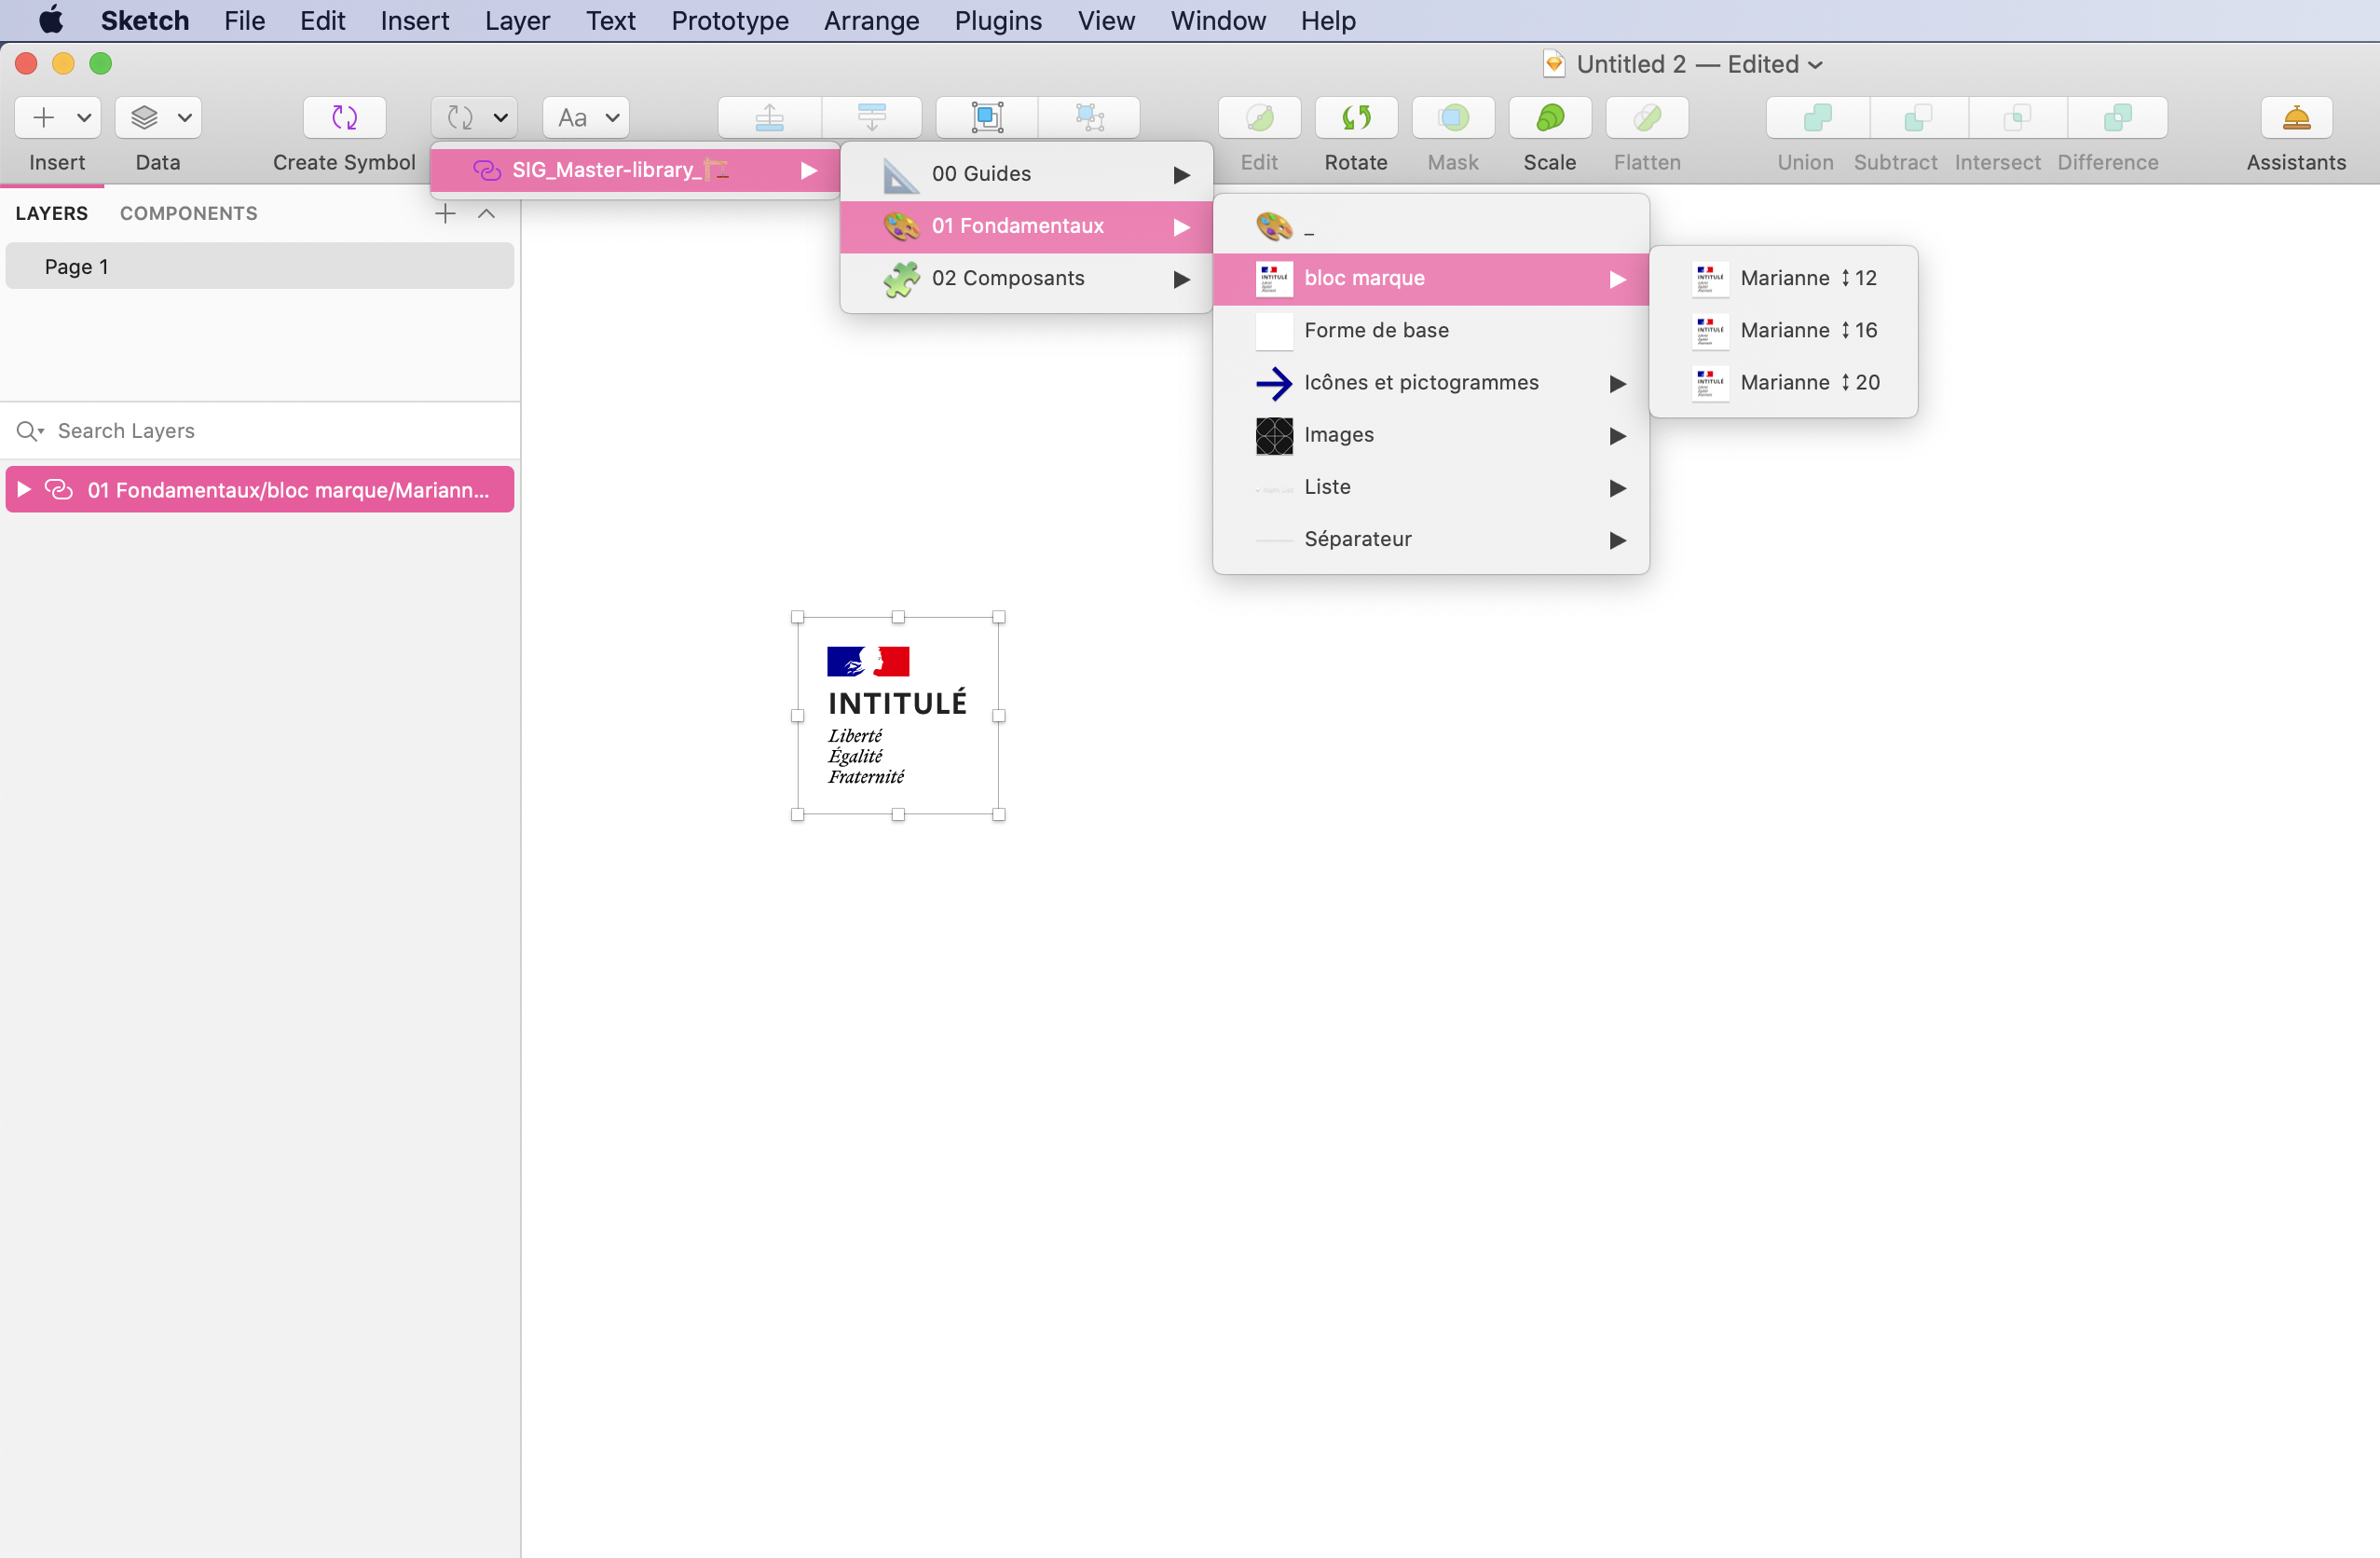 Sketch File Edit Insert Layer Text Prototype Arrange Plugins View Window Help
Untitled 2 — Edited
Aa
Insert Data Create Symbol Edit Rotate Mask Scale Flatten Union Subtract Intersect Difference Assistants
SIG_Master-library_
00 Guides
01 Fondamentaux
02 Composants
_
bloc marque
Forme de base
Icônes et pictogrammes
Images
Liste
Séparateur
Marianne ↕ 12
Marianne ↕ 16
Marianne ↕ 20
LAYERS COMPONENTS
Page 1
Search Layers
01 Fondamentaux/bloc marque/Mariann...
INTITULÉ
Liberté
Égalité
Fraternité